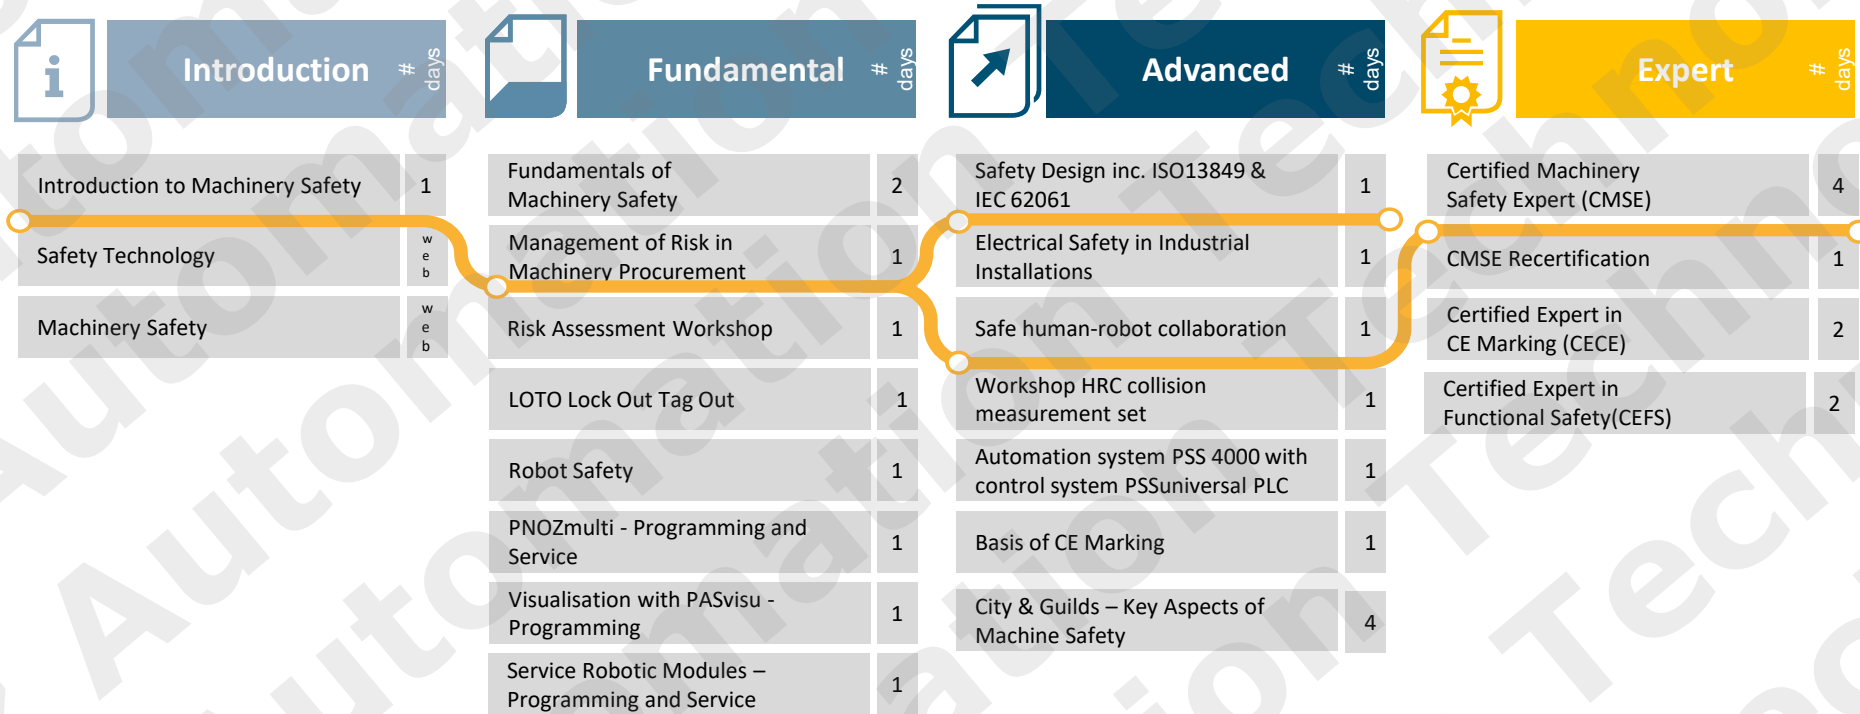 Introduction # days
Introduction to Machinery Safety 1
Safety Technology web
Machinery Safety web
Fundamental # days
Fundamentals of
Machinery Safety 2
Management of Risk in
Machinery Procurement 1
Risk Assessment Workshop 1
LOTO Lock Out Tag Out 1
Robot Safety 1
PNOZmulti - Programming and
Service 1
Visualisation with PASvisu -
Programming 1
Service Robotic Modules –
Programming and Service 1
Advanced # days
Safety Design inc. ISO13849 &
IEC 62061 1
Electrical Safety in Industrial
Installations 1
Safe human-robot collaboration 1
Workshop HRC collision
measurement set 1
Automation system PSS 4000 with
control system PSSuniversal PLC 1
Basis of CE Marking 1
City & Guilds – Key Aspects of
Machine Safety 4
Expert # days
Certified Machinery
Safety Expert (CMSE) 4
CMSE Recertification 1
Certified Expert in
CE Marking (CECE) 2
Certified Expert in
Functional Safety(CEFS) 2